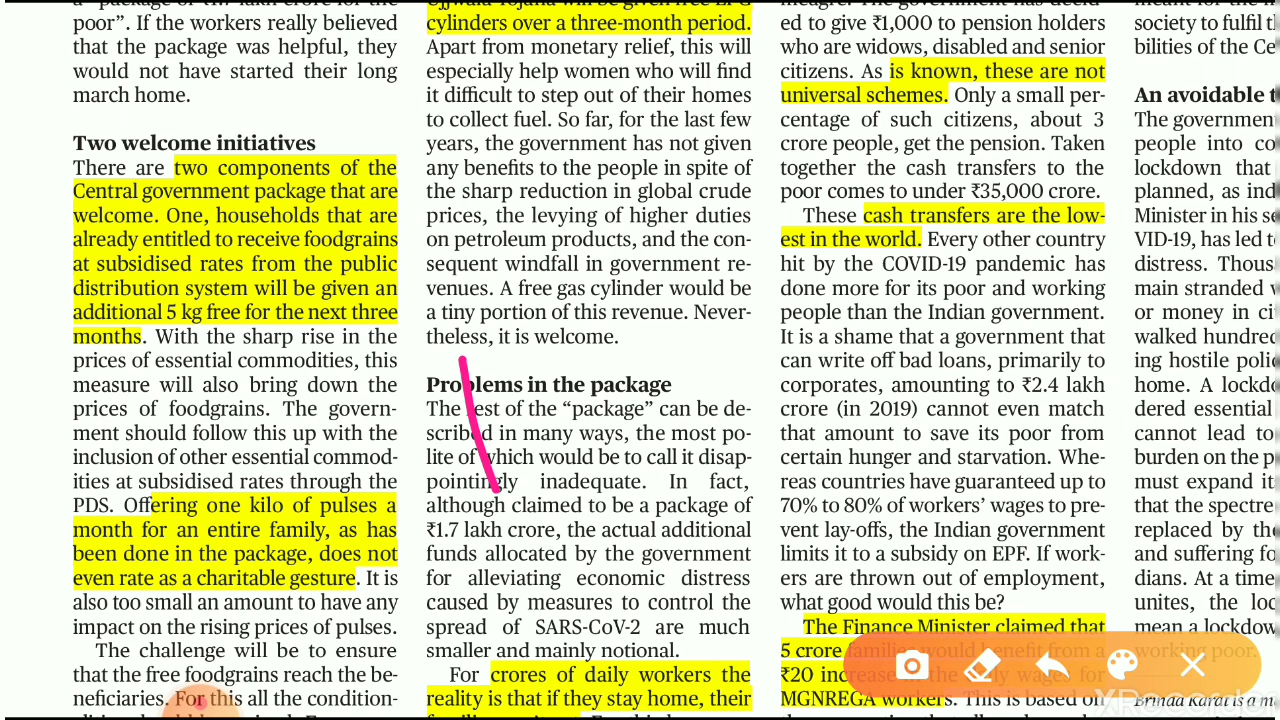 poor”. If the workers really believed
that the package was helpful, they
would not have started their long
march home.
Two welcome initiatives
There are two components of the
Central government package that are
welcome. One, households that are
already entitled to receive foodgrains
at subsidised rates from the public
distribution system will be given an
additional 5 kg free for the next three
months. With the sharp rise in the
prices of essential commodities, this
measure will also bring down the
prices of foodgrains. The govern-
ment should follow this up with the
inclusion of other essential commod-
ities at subsidised rates through the
PDS. Offering one kilo of pulses a
month for an entire family, as has
been done in the package, does not
even rate as a charitable gesture. It is
also too small an amount to have any
impact on the rising prices of pulses.
The challenge will be to ensure
that the free foodgrains reach the be-
neficiaries. For this all the condition-
cylinders over a three-month period.
Apart from monetary relief, this will
especially help women who will find
it difficult to step out of their homes
to collect fuel. So far, for the last few
years, the government has not given
any benefits to the people in spite of
the sharp reduction in global crude
prices, the levying of higher duties
on petroleum products, and the con-
sequent windfall in government re-
venues. A free gas cylinder would be
a tiny portion of this revenue. Never-
theless, it is welcome.
Problems in the package
The rest of the “package” can be de-
scribed in many ways, the most po-
lite of which would be to call it disap-
pointingly inadequate. In fact,
although claimed to be a package of
₹1.7 lakh crore, the actual additional
funds allocated by the government
for alleviating economic distress
caused by measures to control the
spread of SARS-CoV-2 are much
smaller and mainly notional.
For crores of daily workers the
reality is that if they stay home, their
ed to give ₹1,000 to pension holders
who are widows, disabled and senior
citizens. As is known, these are not
universal schemes. Only a small per-
centage of such citizens, about 3
crore people, get the pension. Taken
together the cash transfers to the
poor comes to under ₹35,000 crore.
These cash transfers are the low-
est in the world. Every other country
hit by the COVID-19 pandemic has
done more for its poor and working
people than the Indian government.
It is a shame that a government that
can write off bad loans, primarily to
corporates, amounting to ₹2.4 lakh
crore (in 2019) cannot even match
that amount to save its poor from
certain hunger and starvation. Whe-
reas countries have guaranteed up to
70% to 80% of workers’ wages to pre-
vent lay-offs, the Indian government
limits it to a subsidy on EPF. If work-
ers are thrown out of employment,
what good would this be?
The Finance Minister claimed that
5 crore families would benefit from a
₹20 increase in the daily wages for
MGNREGA workers. This is based on
society to fulfil t
bilities of the Ce
An avoidable t
The government
people into co
lockdown that
planned, as ind
Minister in his se
VID-19, has led t
distress. Thous
main stranded w
or money in ci
walked hundred
ing hostile polic
home. A lockdo
dered essential
cannot lead to
burden on the p
must expand it
that the spectre
replaced by the
and suffering fo
dians. At a time
unites, the loc
mean a lockdow
working poor.
Brinda Karat is a m
XRecorder